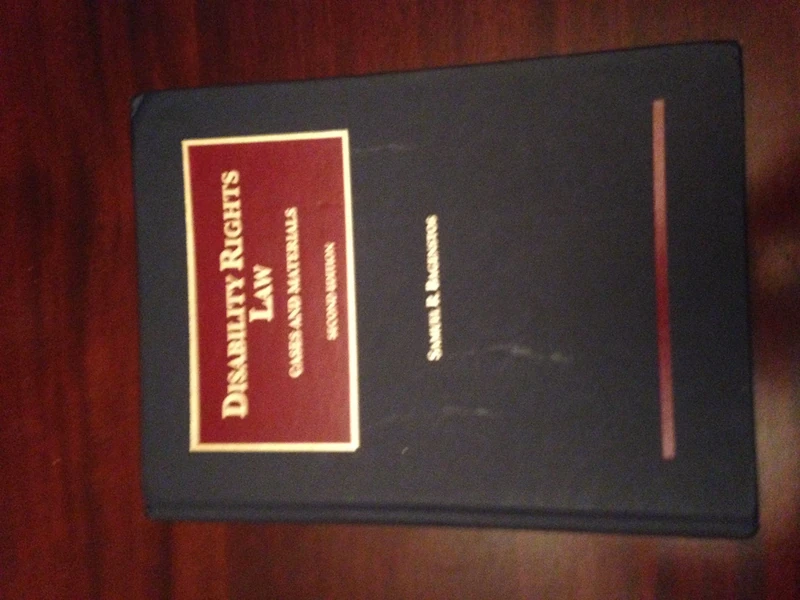 DISABILITY RIGHTS
LAW
CASES AND MATERIALS
SECOND EDITION
SAMUEL R. BAGENSTOS